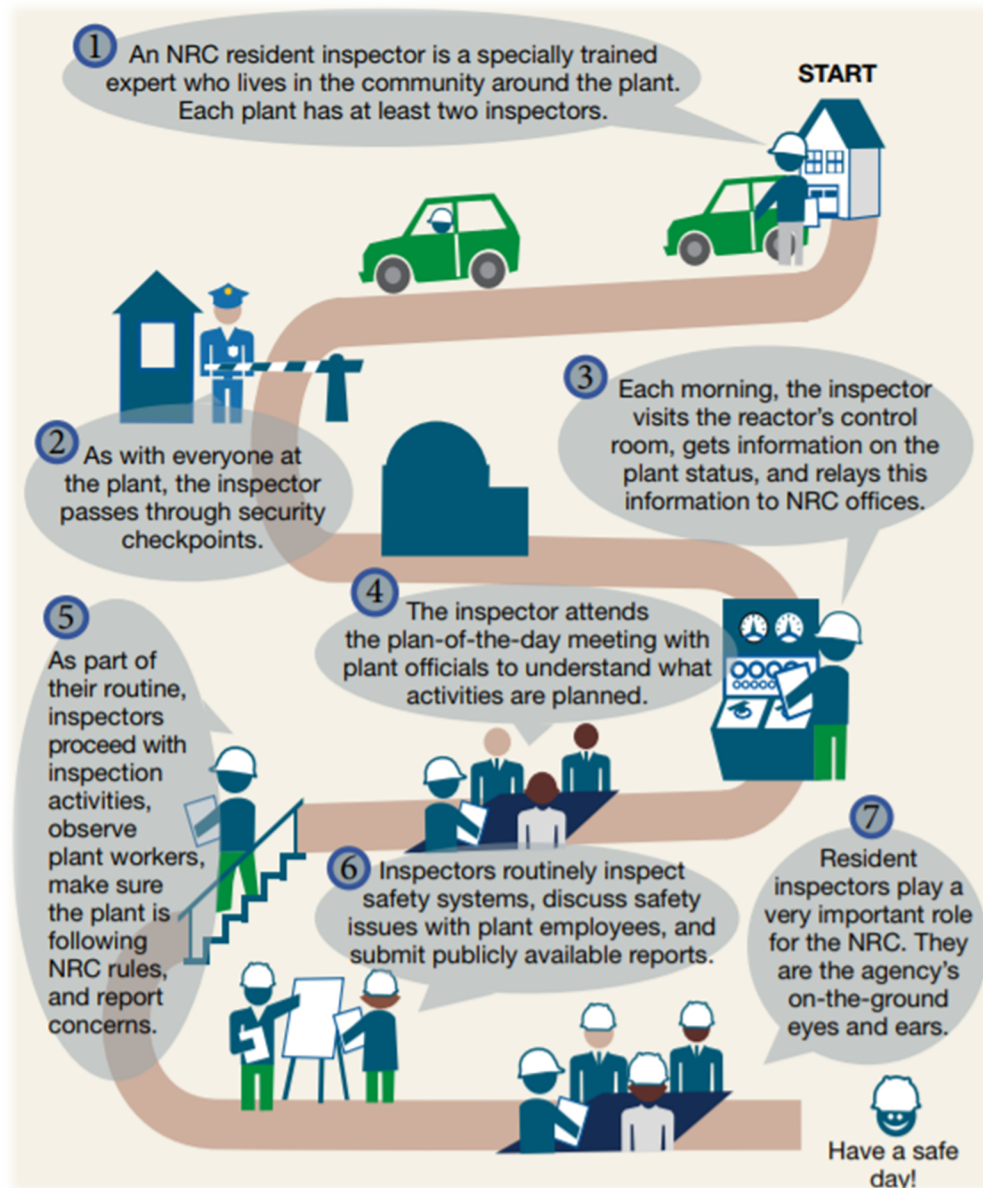 1
An NRC resident inspector is a specially trained
expert who lives in the community around the plant.
Each plant has at least two inspectors.
START
2
As with everyone at
the plant, the inspector
passes through security
checkpoints.
3
Each morning, the inspector
visits the reactor's control
room, gets information on the
plant status, and relays this
information to NRC offices.
4
The inspector attends
the plan-of-the-day meeting with
plant officials to understand what
activities are planned.
5
As part of
their routine,
inspectors
proceed with
inspection
activities,
observe
plant workers,
make sure
the plant is
following
NRC rules,
and report
concerns.
6
Inspectors routinely inspect
safety systems, discuss safety
issues with plant employees, and
submit publicly available reports.
7
Resident
inspectors play a
very important role
for the NRC. They
are the agency's
on-the-ground
eyes and ears.
Have a safe
day!